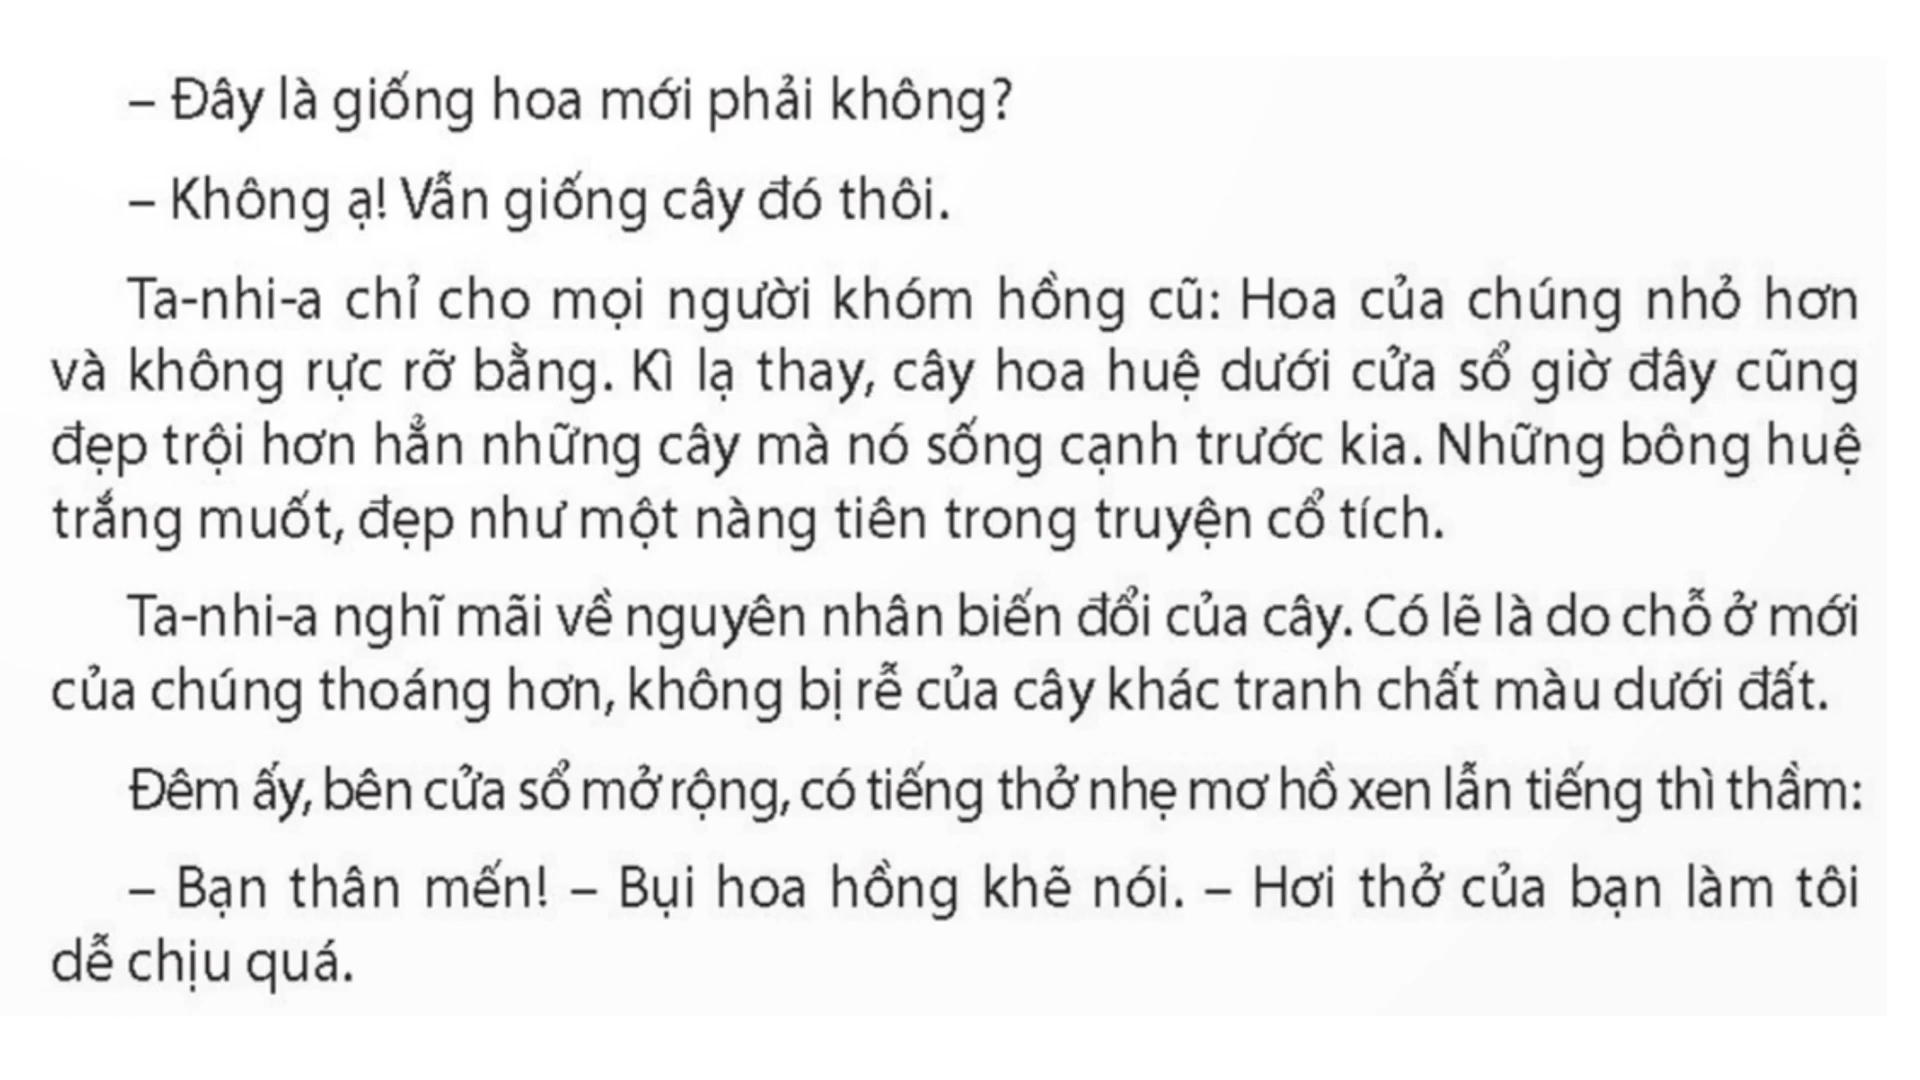 – Đây là giống hoa mới phải không?
– Không ạ! Vẫn giống cây đó thôi.
Ta-nhi-a chỉ cho mọi người khóm hồng cũ: Hoa của chúng nhỏ hơn
và không rực rỡ bằng. Kì lạ thay, cây hoa huệ dưới cửa sổ giờ đây cũng
đẹp trội hơn hẳn những cây mà nó sống cạnh trước kia. Những bông huệ
trắng muốt, đẹp như một nàng tiên trong truyện cổ tích.
Ta-nhi-a nghĩ mãi về nguyên nhân biến đổi của cây. Có lẽ là do chỗ ở mới
của chúng thoáng hơn, không bị rễ của cây khác tranh chất màu dưới đất.
Đêm ấy, bên cửa sổ mở rộng, có tiếng thở nhẹ mơ hồ xen lẫn tiếng thì thầm:
– Bạn thân mến! – Bụi hoa hồng khẽ nói. – Hơi thở của bạn làm tôi
dễ chịu quá.